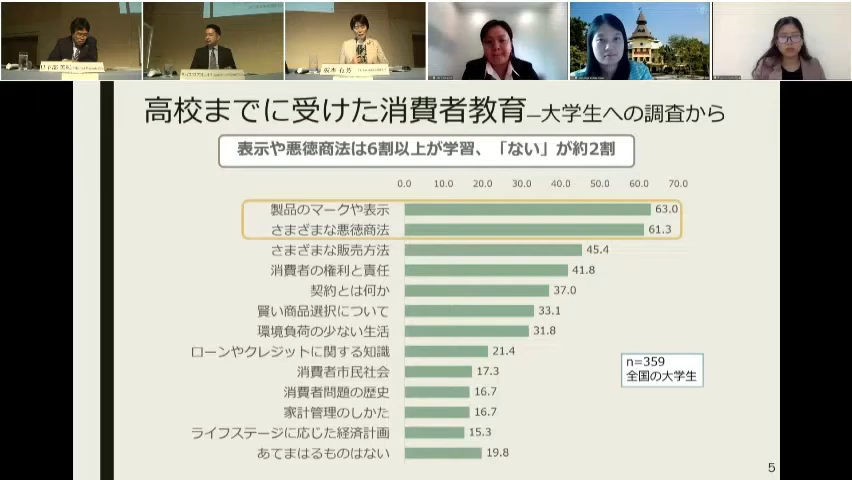 高校までに受けた消費者教育―大学生への調査から
表示や悪徳商法は6割以上が学習、「ない」が約2割
0.0 10.0 20.0 30.0 40.0 50.0 60.0 70.0
製品のマークや表示 63.0
さまざまな悪徳商法 61.3
さまざまな販売方法 45.4
消費者の権利と責任 41.8
契約とは何か 37.0
賢い商品選択について 33.1
環境負荷の少ない生活 31.8
ローンやクレジットに関する知識 21.4
消費者市民社会 17.3
消費者問題の歴史 16.7
家計管理のしかた 16.7
ライフステージに応じた経済計画 15.3
あてまはるものはない 19.8
n=359
全国の大学生
5